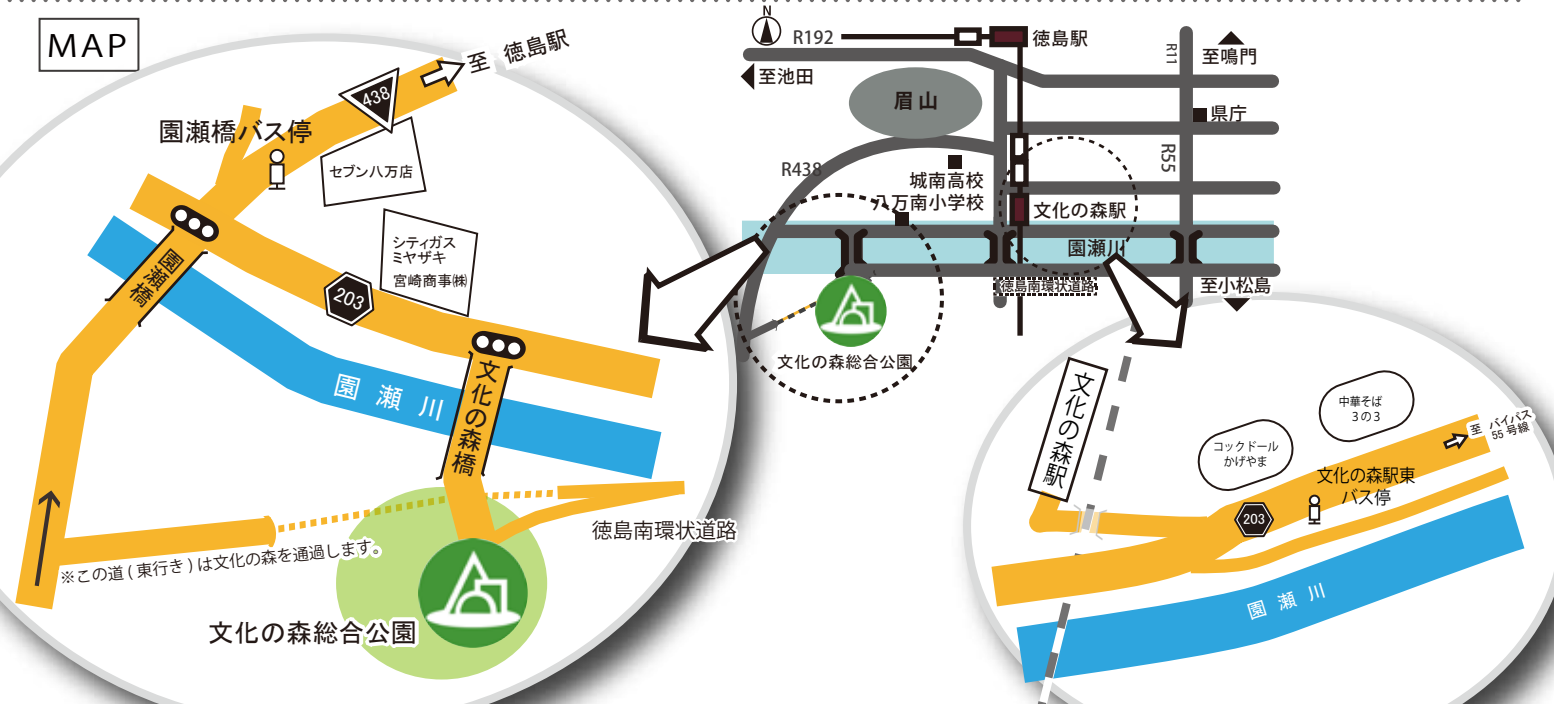 MAP
至 徳島駅
438
園瀬橋バス停
セブン八万店
シティガス
ミヤザキ
宮崎商事㈱
園瀬橋
203
文化の森橋
園瀬川
徳島南環状道路
※この道(東行き)は文化の森を通過します。
文化の森総合公園
N
R192
徳島駅
R11
至鳴門
至池田
眉山
県庁
R438
城南高校
八万南小学校
R55
文化の森駅
園瀬川
徳島南環状道路
至小松島
文化の森総合公園
文化の森駅
中華そば
3の3
コックドール
かげやま
至 バイパス
55号線
文化の森駅東
バス停
203
園瀬川